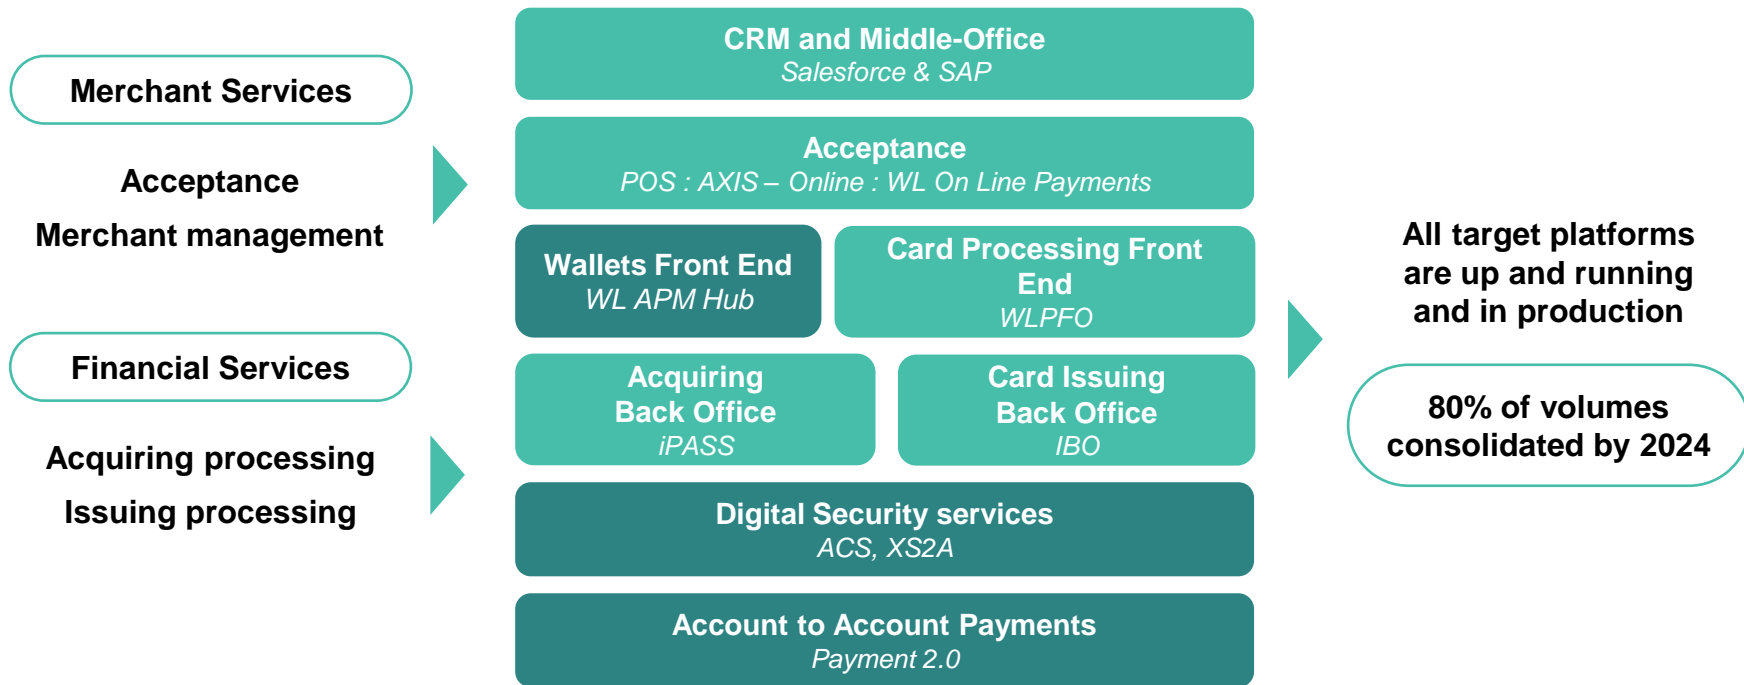 Merchant Services
Acceptance
Merchant management
Financial Services
Acquiring processing
Issuing processing
CRM and Middle-Office
Salesforce & SAP
Acceptance
POS : AXIS – Online : WL On Line Payments
Wallets Front End
WL APM Hub
Card Processing Front
End
WLPFO
Acquiring
Back Office
iPASS
Card Issuing
Back Office
IBO
Digital Security services
ACS, XS2A
Account to Account Payments
Payment 2.0
All target platforms
are up and running
and in production
80% of volumes
consolidated by 2024